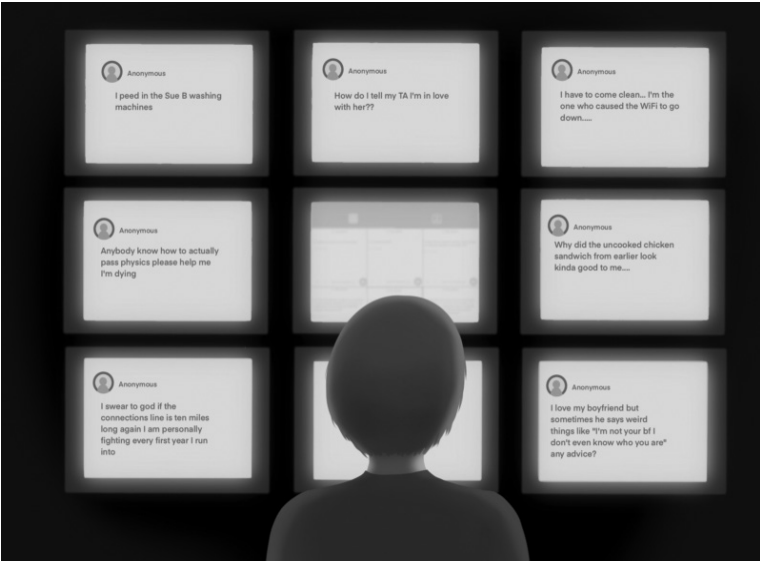 Anonymous
I peed in the Sue B washing
machines
Anonymous
How do I tell my TA I'm in love
with her??
Anonymous
I have to come clean... I'm the
one who caused the WiFi to go
down.....
Anonymous
Anybody know how to actually
pass physics please help me
I'm dying
Anonymous
Why did the uncooked chicken
sandwich from earlier look
kinda good to me....
Anonymous
I swear to god if the
connections line is ten miles
long again I am personally
fighting every first year I run
into
Anonymous
I love my boyfriend but
sometimes he says weird
things like "I'm not your bf I
don't even know who you are"
any advice?